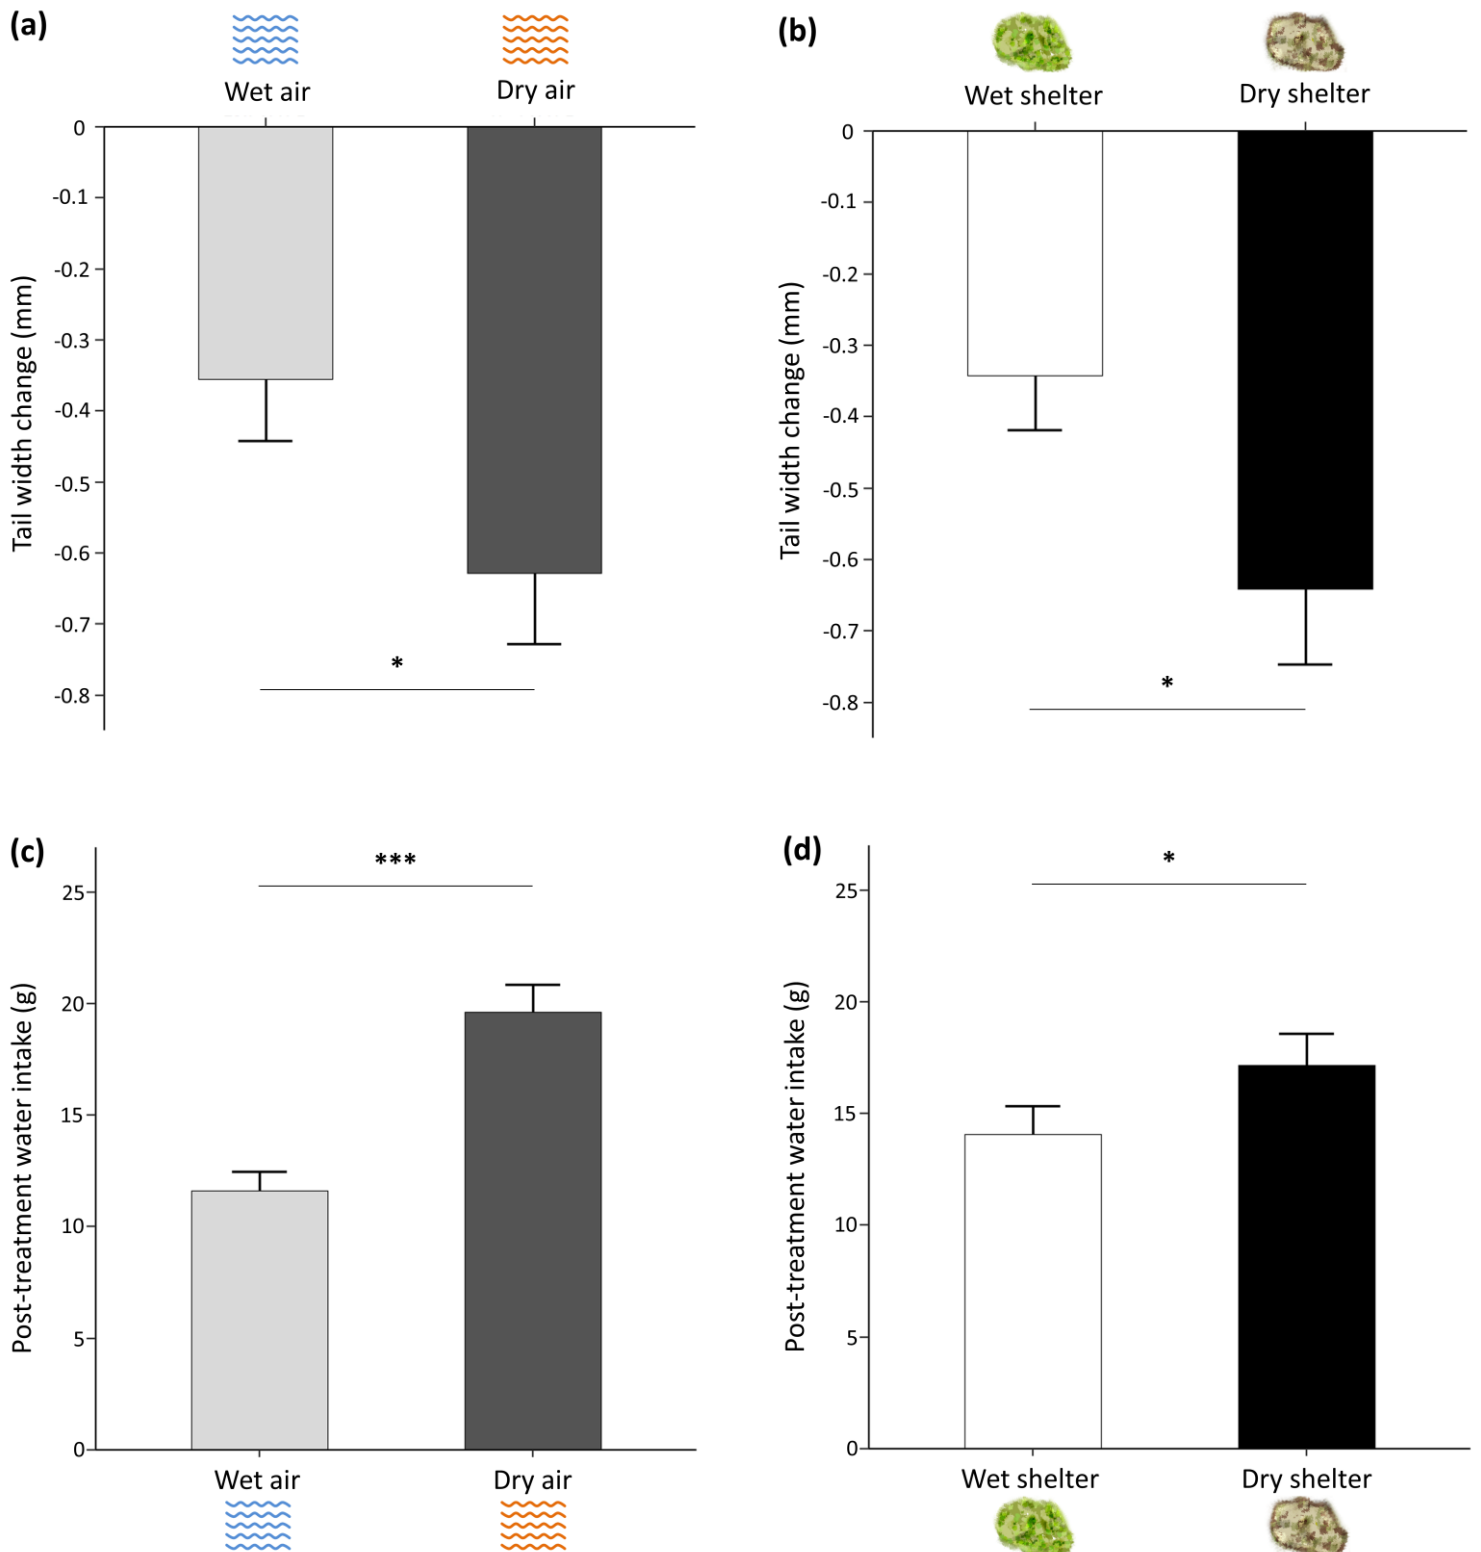 (a)
Wet air
Dry air
0
-0.1
-0.2
-0.3
-0.4
-0.5
-0.6
-0.7
-0.8
Tail width change (mm)
*
(b)
Wet shelter
Dry shelter
0
-0.1
-0.2
-0.3
-0.4
-0.5
-0.6
-0.7
-0.8
Tail width change (mm)
*
(c)
***
25
20
15
10
5
0
Post-treatment water intake (g)
Wet air
Dry air
(d)
*
25
20
15
10
5
0
Post-treatment water intake (g)
Wet shelter
Dry shelter